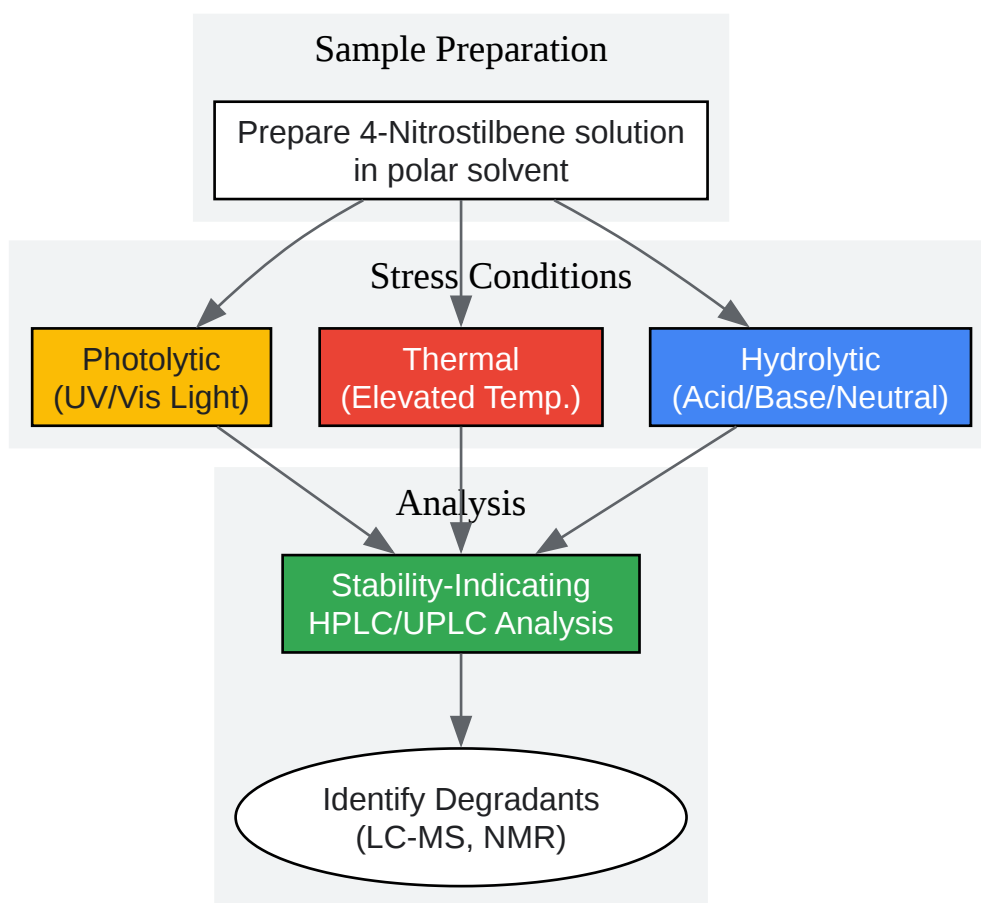 Sample Preparation
Prepare 4-Nitrostilbene solution
in polar solvent
Stress Conditions
Photolytic
(UV/Vis Light)
Thermal
(Elevated Temp.)
Hydrolytic
(Acid/Base/Neutral)
Analysis
Stability-Indicating
HPLC/UPLC Analysis
Identify Degradants
(LC-MS, NMR)